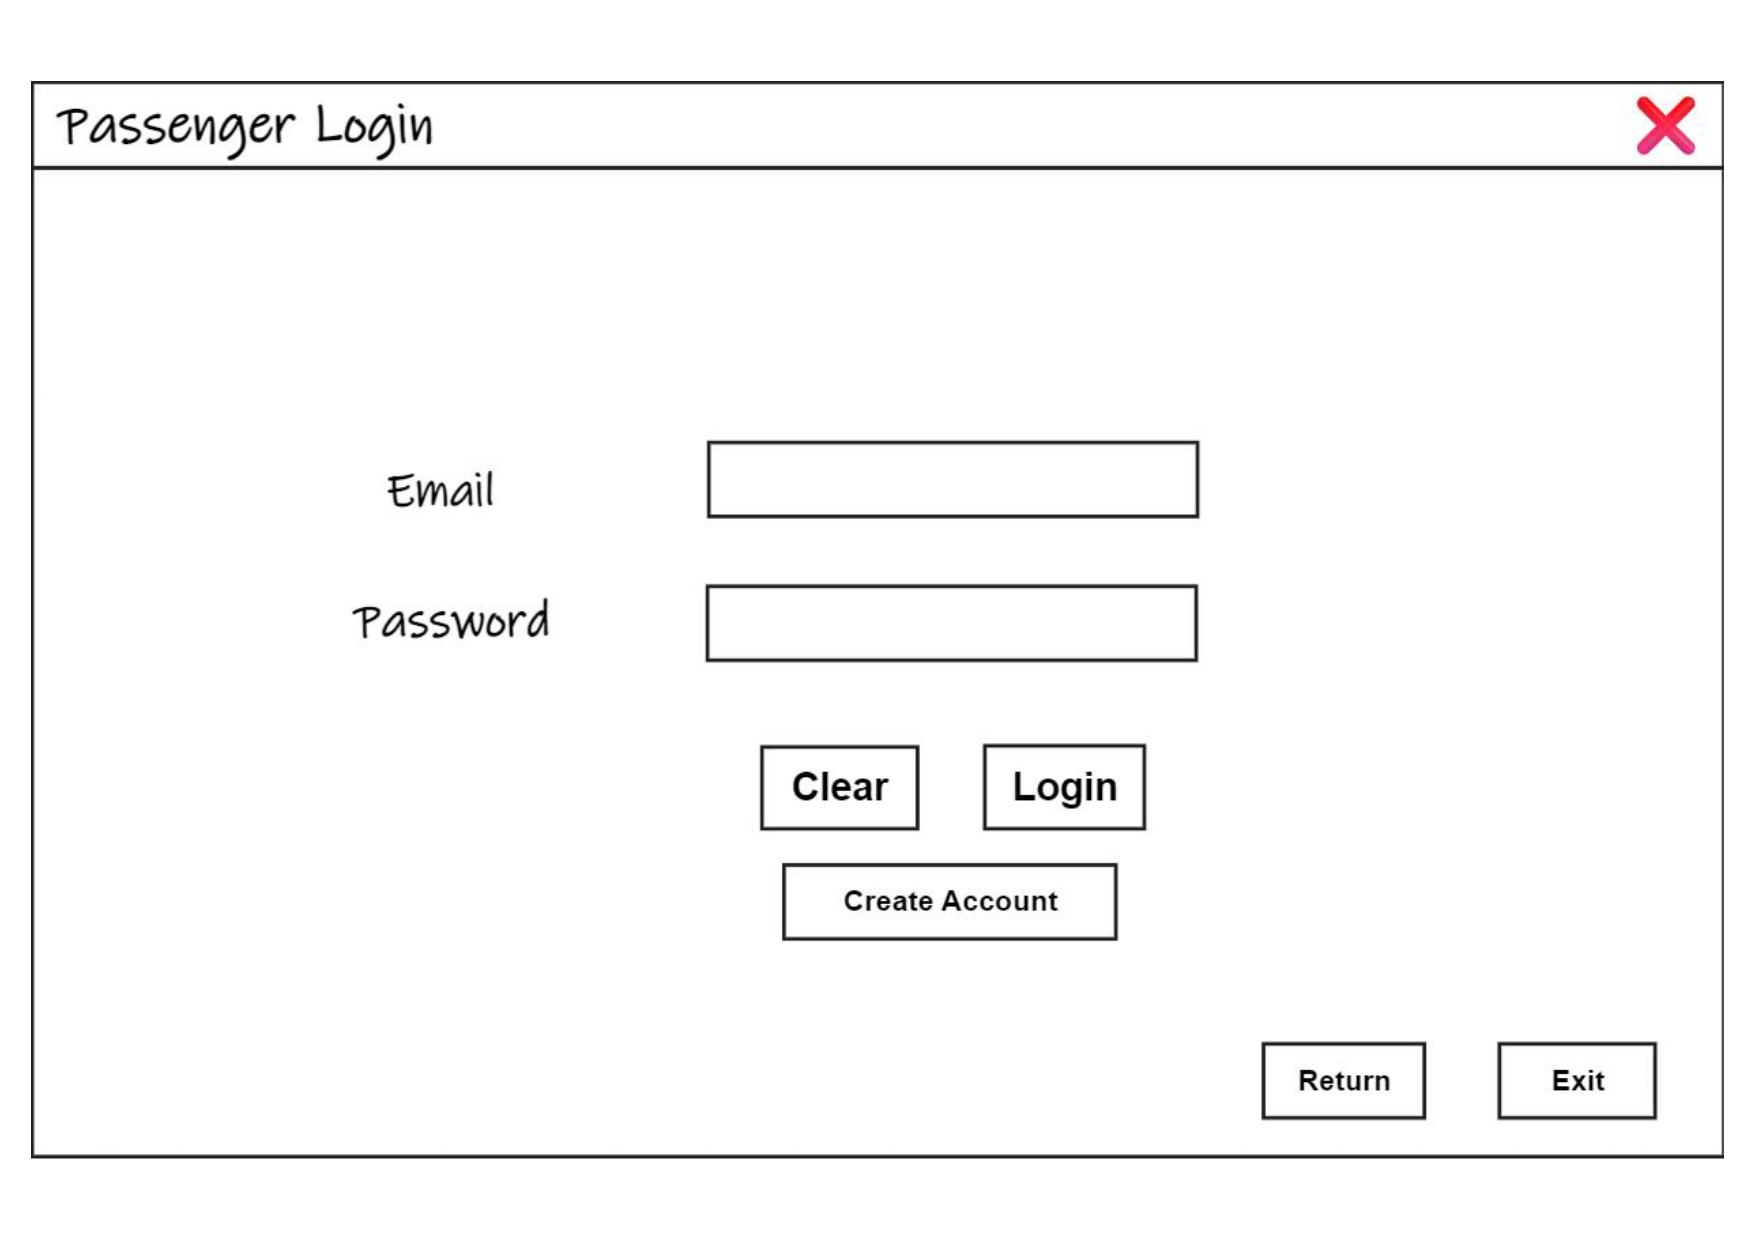 Passenger Login
Email
Password
Clear Login
Create Account
Return Exit